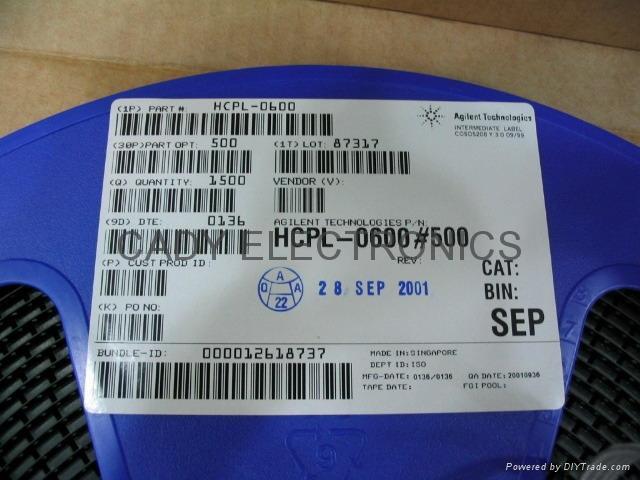 (1P) PART #: HCPL-0600
Agilent Technologies
INTERMEDIATE LABEL
(30P)PART OPT: 500
(1T) LOT: 87317
(Q) QUANTITY: 1500
VENDOR (V):
(9D) DTE: 0136
AGILENT TECHNOLOGIES P/N:
HCPL-0600#500
CADY ELECTRONICS
(P) CUST PROD ID:
REV:
CAT:
BIN:
SEP
QAA
22
28 SEP 2001
(K) PO NO:
BUNDLE-ID: 000012618737
MADE IN:SINGAPORE
DEPT ID:ISO
MFG-DATE: 0136/0136 QA DATE: 20010936
TAPE DATE: FGI POOL:
Powered by DIYTrade.com